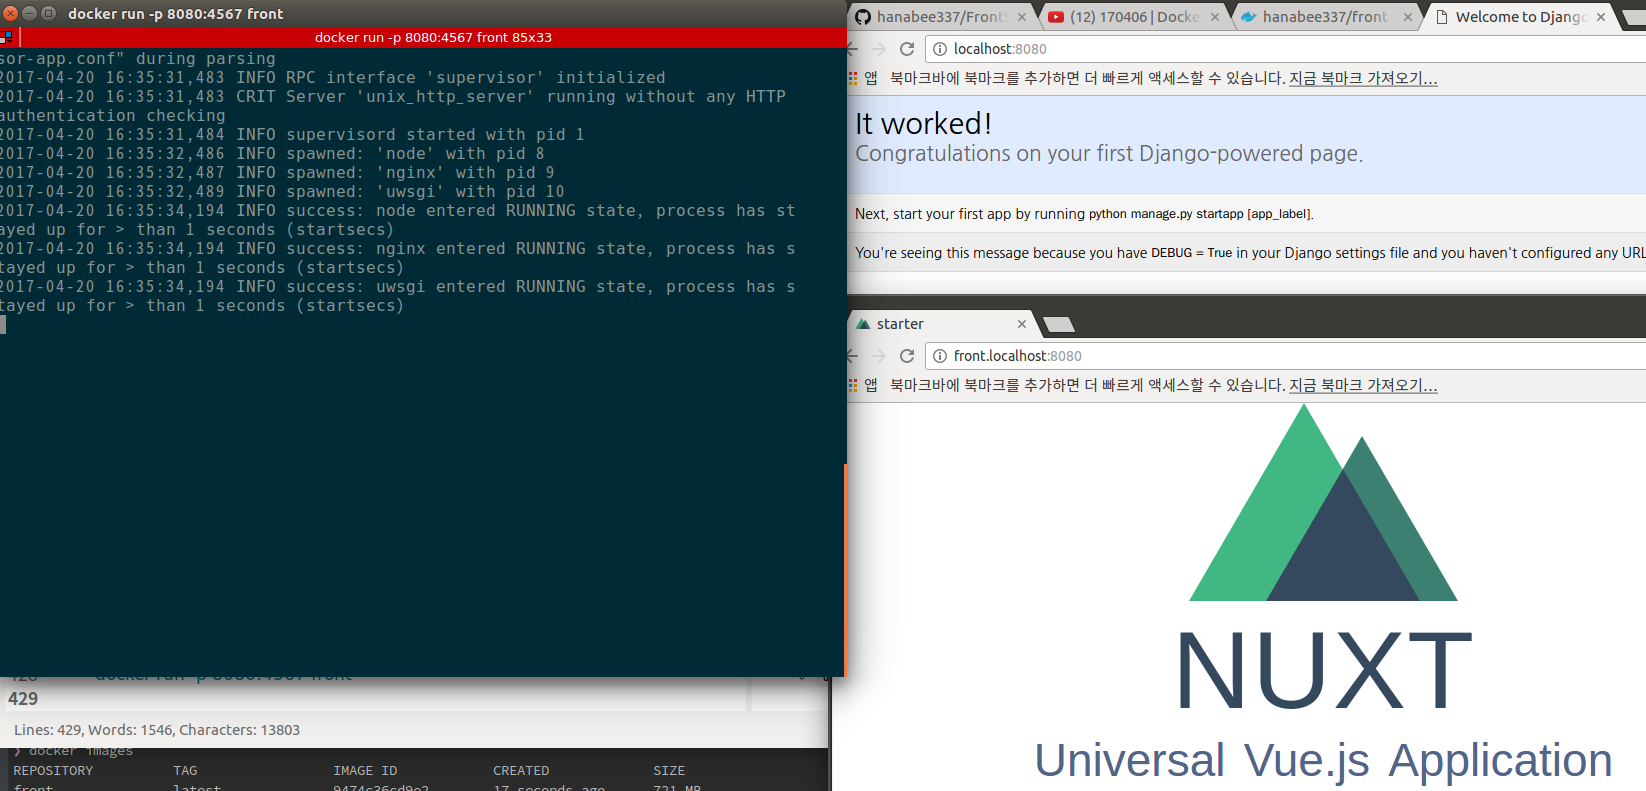 docker run -p 8080:4567 front
docker run -p 8080:4567 front 85x33
sor-app.conf" during parsing
2017-04-20 16:35:31,483 INFO RPC interface 'supervisor' initialized
2017-04-20 16:35:31,483 CRIT Server 'unix_http_server' running without any HTTP
authentication checking
2017-04-20 16:35:31,484 INFO supervisord started with pid 1
2017-04-20 16:35:32,486 INFO spawned: 'node' with pid 8
2017-04-20 16:35:32,487 INFO spawned: 'nginx' with pid 9
2017-04-20 16:35:32,489 INFO spawned: 'uwsgi' with pid 10
2017-04-20 16:35:34,194 INFO success: node entered RUNNING state, process has st
ayed up for > than 1 seconds (startsecs)
2017-04-20 16:35:34,194 INFO success: nginx entered RUNNING state, process has s
tayed up for > than 1 seconds (startsecs)
2017-04-20 16:35:34,194 INFO success: uwsgi entered RUNNING state, process has s
tayed up for > than 1 seconds (startsecs)
428 docker run -p 8080:4567 front
429
Lines: 429, Words: 1546, Characters: 13803
❯ docker images
REPOSITORY TAG IMAGE ID CREATED SIZE
front latest 9474c36cd9e2 17 seconds ago 721 MB
hanabee337/Front (12) 170406 | Docke hanabee337/front Welcome to Django
localhost:8080
앱 북마크바에 북마크를 추가하면 더 빠르게 액세스할 수 있습니다. 지금 북마크 가져오기...
It worked!
Congratulations on your first Django-powered page.
Next, start your first app by running python manage.py startapp [app_label].
You're seeing this message because you have DEBUG = True in your Django settings file and you haven't configured any URL
starter
front.localhost:8080
앱 북마크바에 북마크를 추가하면 더 빠르게 액세스할 수 있습니다. 지금 북마크 가져오기...
NUXT
Universal Vue.js Application